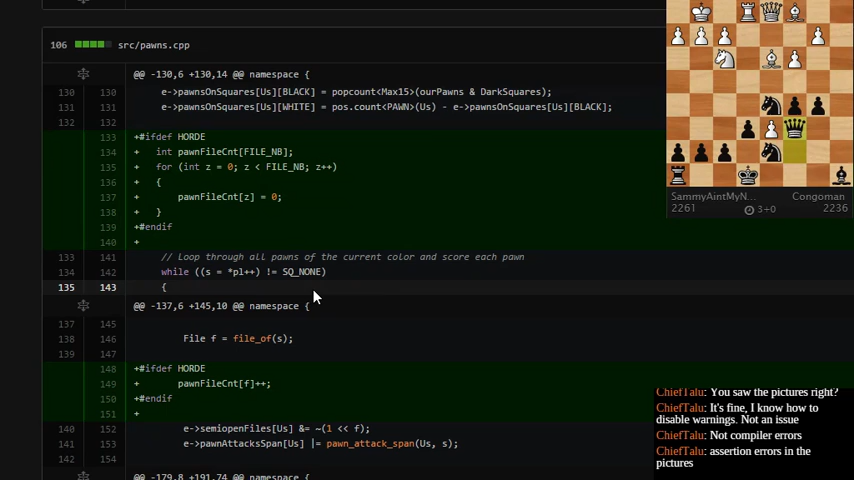 106 src/pawns.cpp
@@ -130,6 +130,14 @@ namespace {
130 130 e->pawnsOnSquares[Us][BLACK] = popcount<Max15>(ourPawns & DarkSquares);
131 131 e->pawnsOnSquares[Us][WHITE] = pos.count<PAWN>(Us) - e->pawnsOnSquares[Us][BLACK];
132 132
133 +#ifdef HORDE
134 + int pawnFileCnt[FILE_NB];
135 + for (int z = 0; z < FILE_NB; z++)
136 + {
137 + pawnFileCnt[z] = 0;
138 + }
139 +#endif
140 +
133 141 // Loop through all pawns of the current color and score each pawn
134 142 while ((s = *pl++) != SQ_NONE)
135 143 {
@@ -137,6 +145,10 @@ namespace {
137 145
138 146 File f = file_of(s);
139 147
148 +#ifdef HORDE
149 + pawnFileCnt[f]++;
150 +#endif
151 +
140 152 e->semiopenFiles[Us] &= ~(1 << f);
141 153 e->pawnAttacksSpan[Us] |= pawn_attack_span(Us, s);
142 154
@@ -179,8 +191,74 @@ namespace {
SammyAintMyN... Congoman
2261 3+0 2236
ChiefTalu: You saw the pictures right?
ChiefTalu: It's fine, I know how to
disable warnings. Not an issue
ChiefTalu: Not compiler errors
ChiefTalu: assertion errors in the
pictures